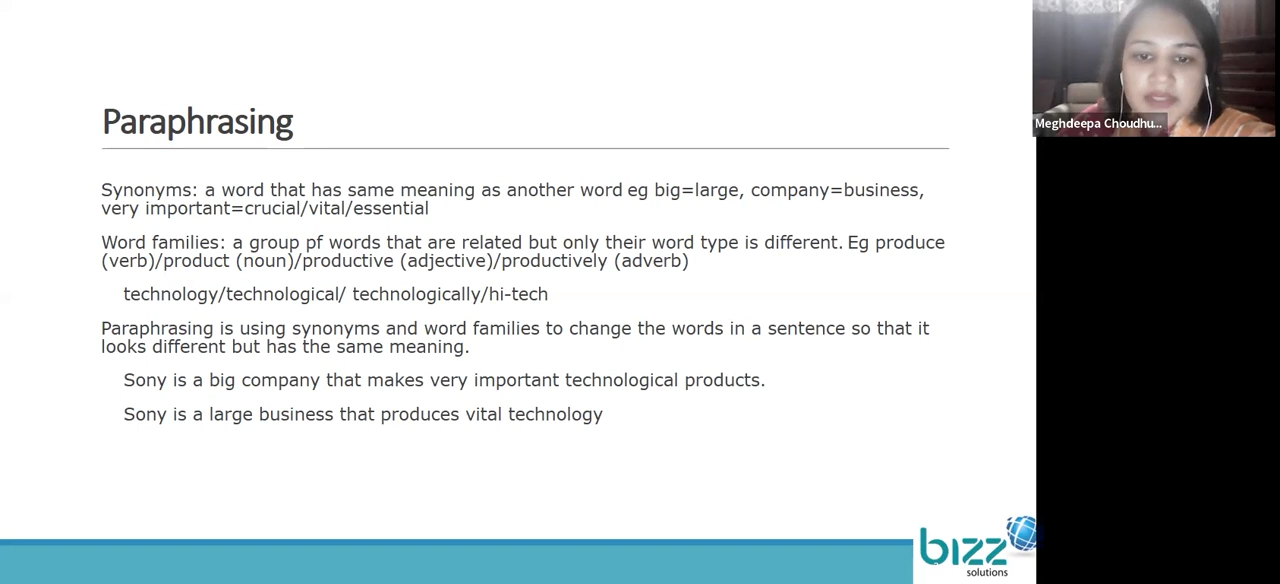 Paraphrasing
Synonyms: a word that has same meaning as another word eg big=large, company=business,
very important=crucial/vital/essential
Word families: a group pf words that are related but only their word type is different. Eg produce
(verb)/product (noun)/productive (adjective)/productively (adverb)
technology/technological/ technologically/hi-tech
Paraphrasing is using synonyms and word families to change the words in a sentence so that it
looks different but has the same meaning.
Sony is a big company that makes very important technological products.
Sony is a large business that produces vital technology
Meghdeepa Choudhu...
bizz
solutions